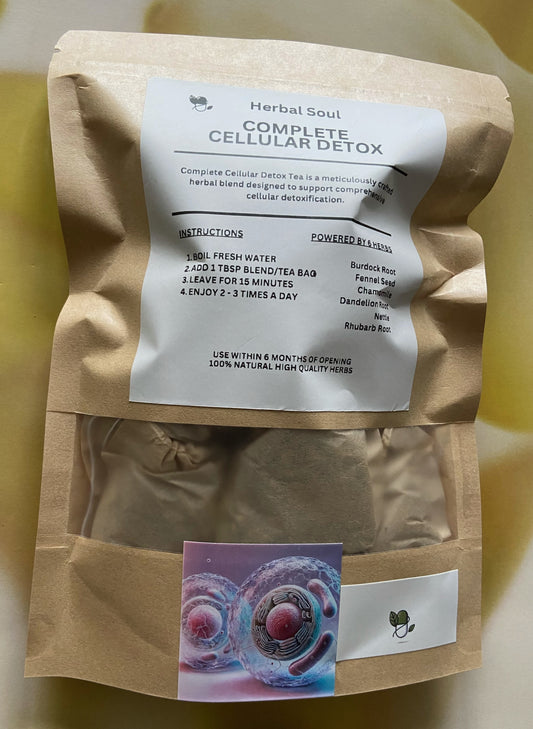 Herbal Soul
COMPLETE
CELLULAR DETOX
Complete Cellular Detox Tea is a meticulously crafted
herbal blend designed to support comprehensive
cellular detoxification.
INSTRUCTIONS
1. BOIL FRESH WATER
2. ADD 1 TBSP BLEND/TEA BAG
3. LEAVE FOR 15 MINUTES
4. ENJOY 2 - 3 TIMES A DAY
POWERED BY 6 HERBS
Burdock Root
Fennel Seed
Chamomile
Dandelion Root
Nettle
Rhubarb Root
USE WITHIN 6 MONTHS OF OPENING
100% NATURAL HIGH QUALITY HERBS